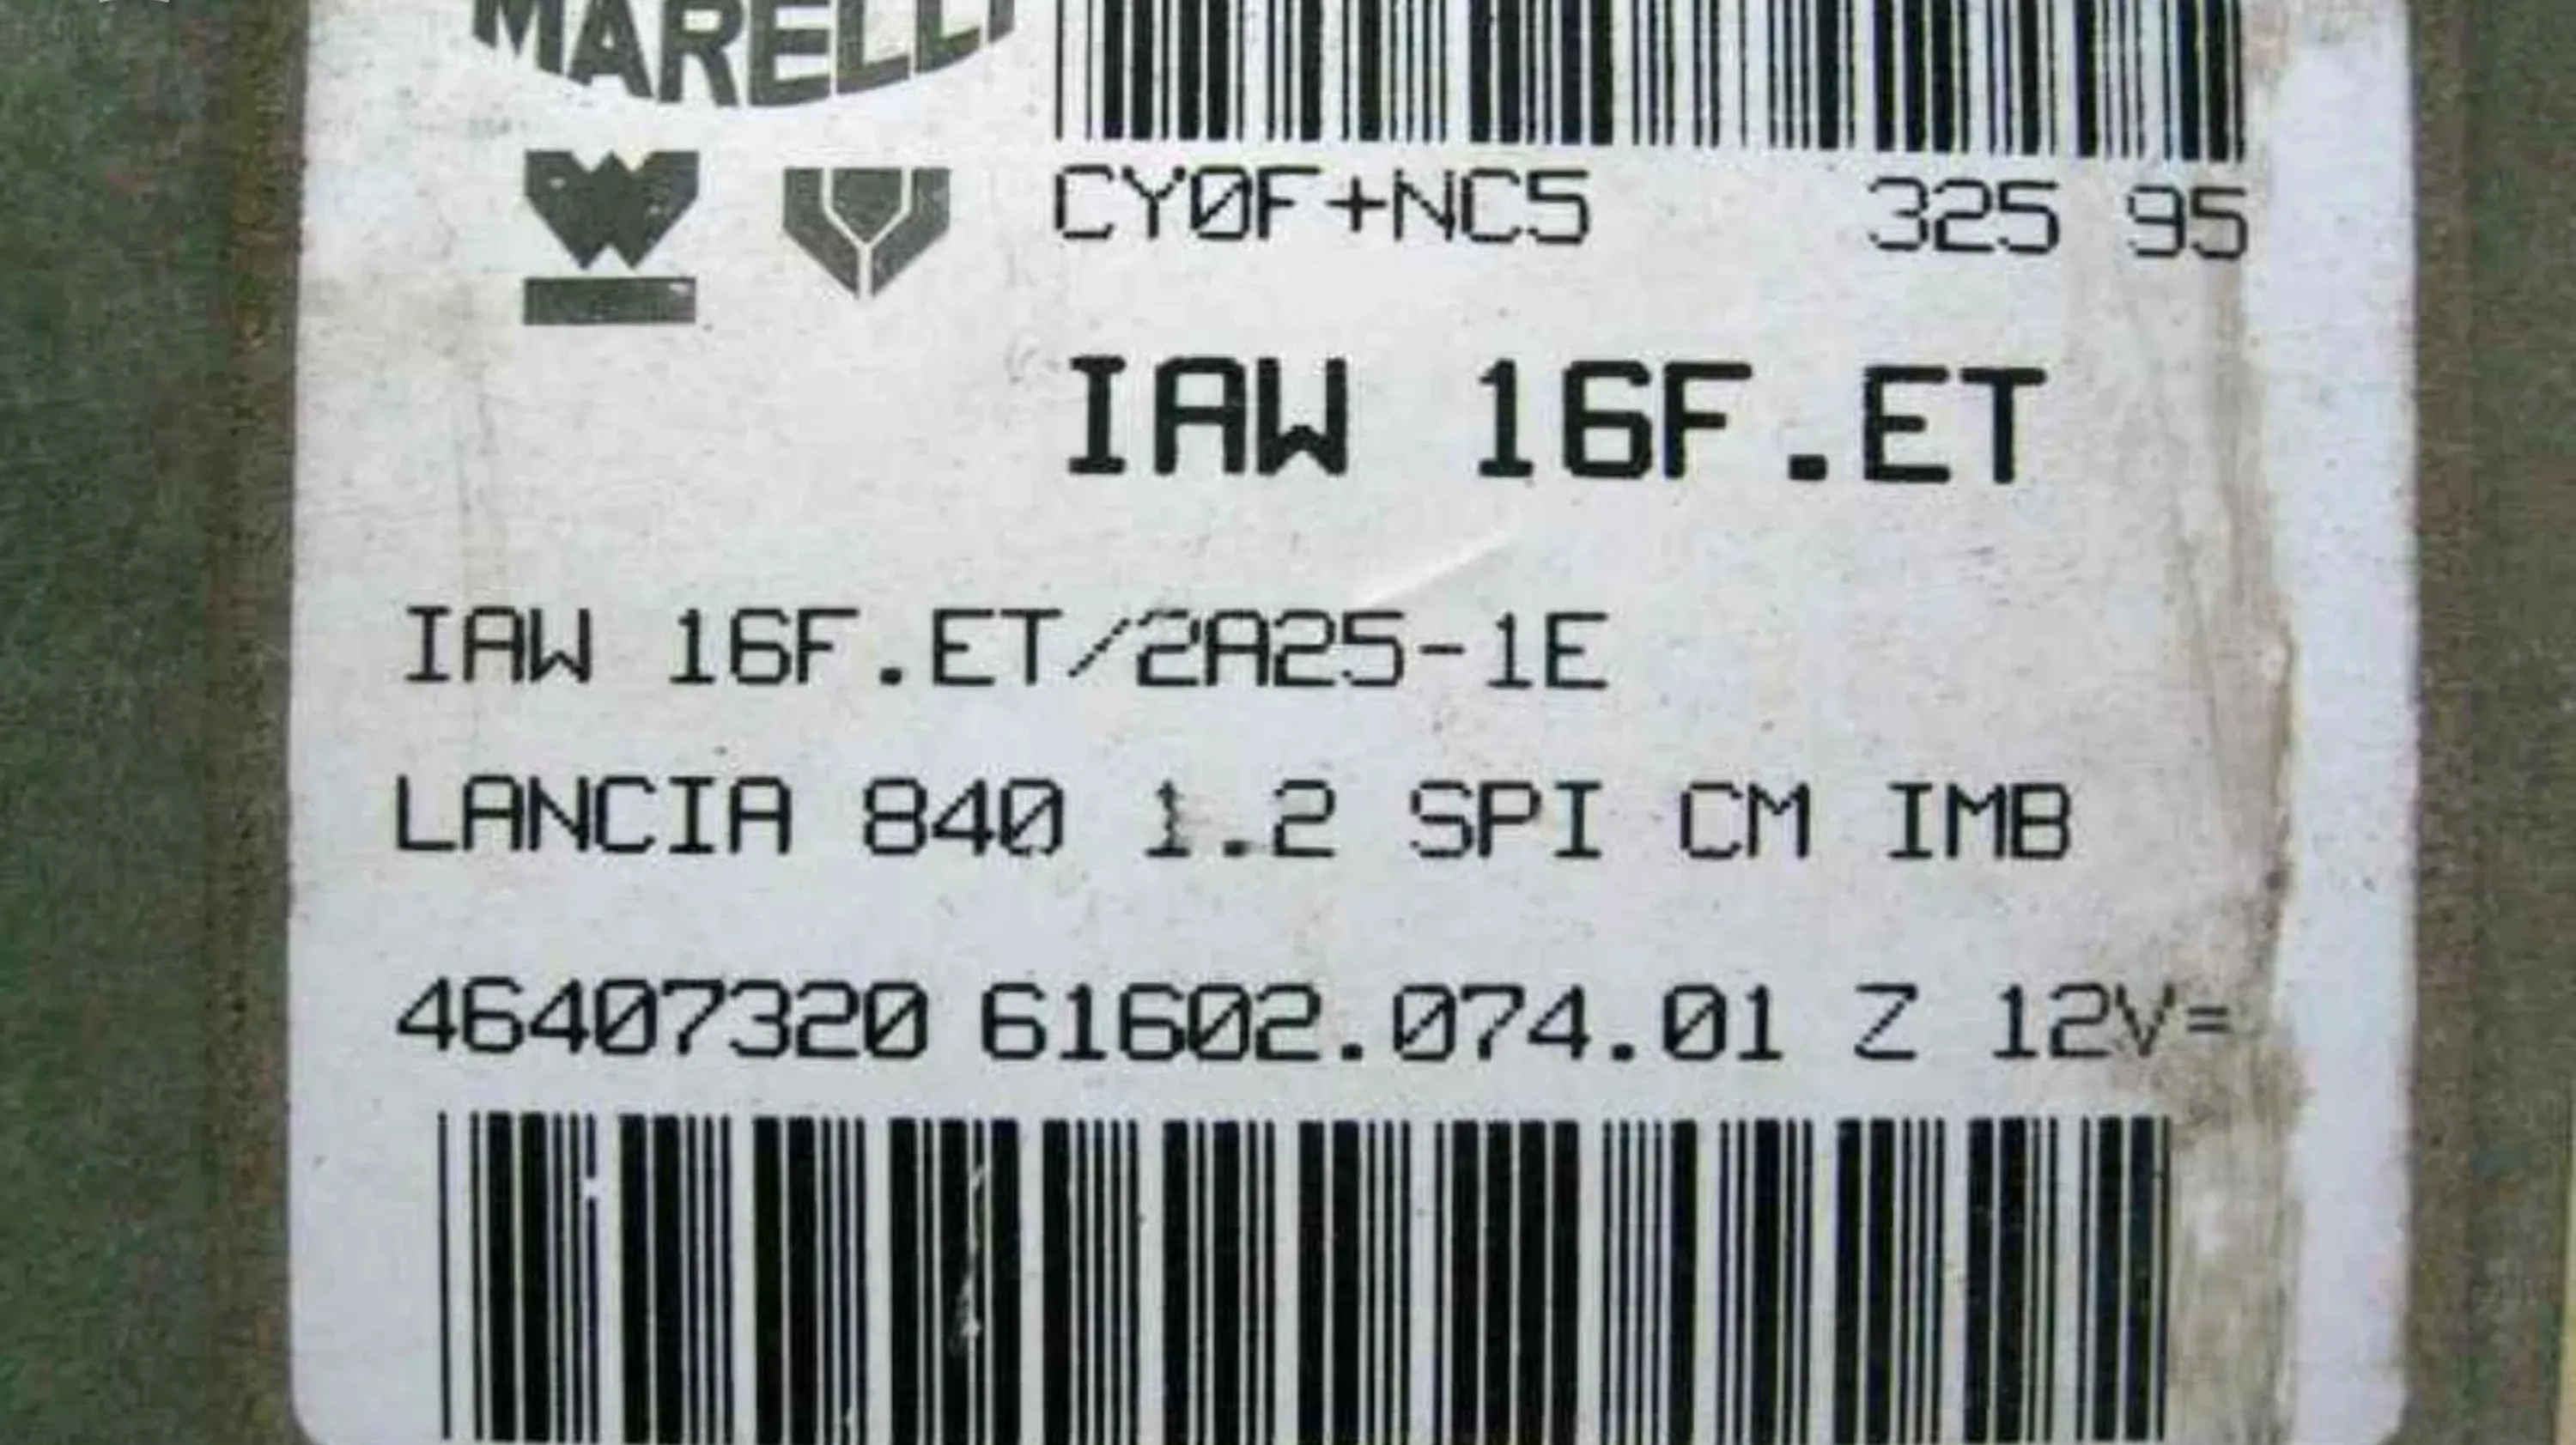 MARELLI
CY0F+NC5 325 95
IAW 16F.ET
IAW 16F.ET/2A25-1E
LANCIA 840 1.2 SPI CM IMB
46407320 61602.074.01 Z 12V=